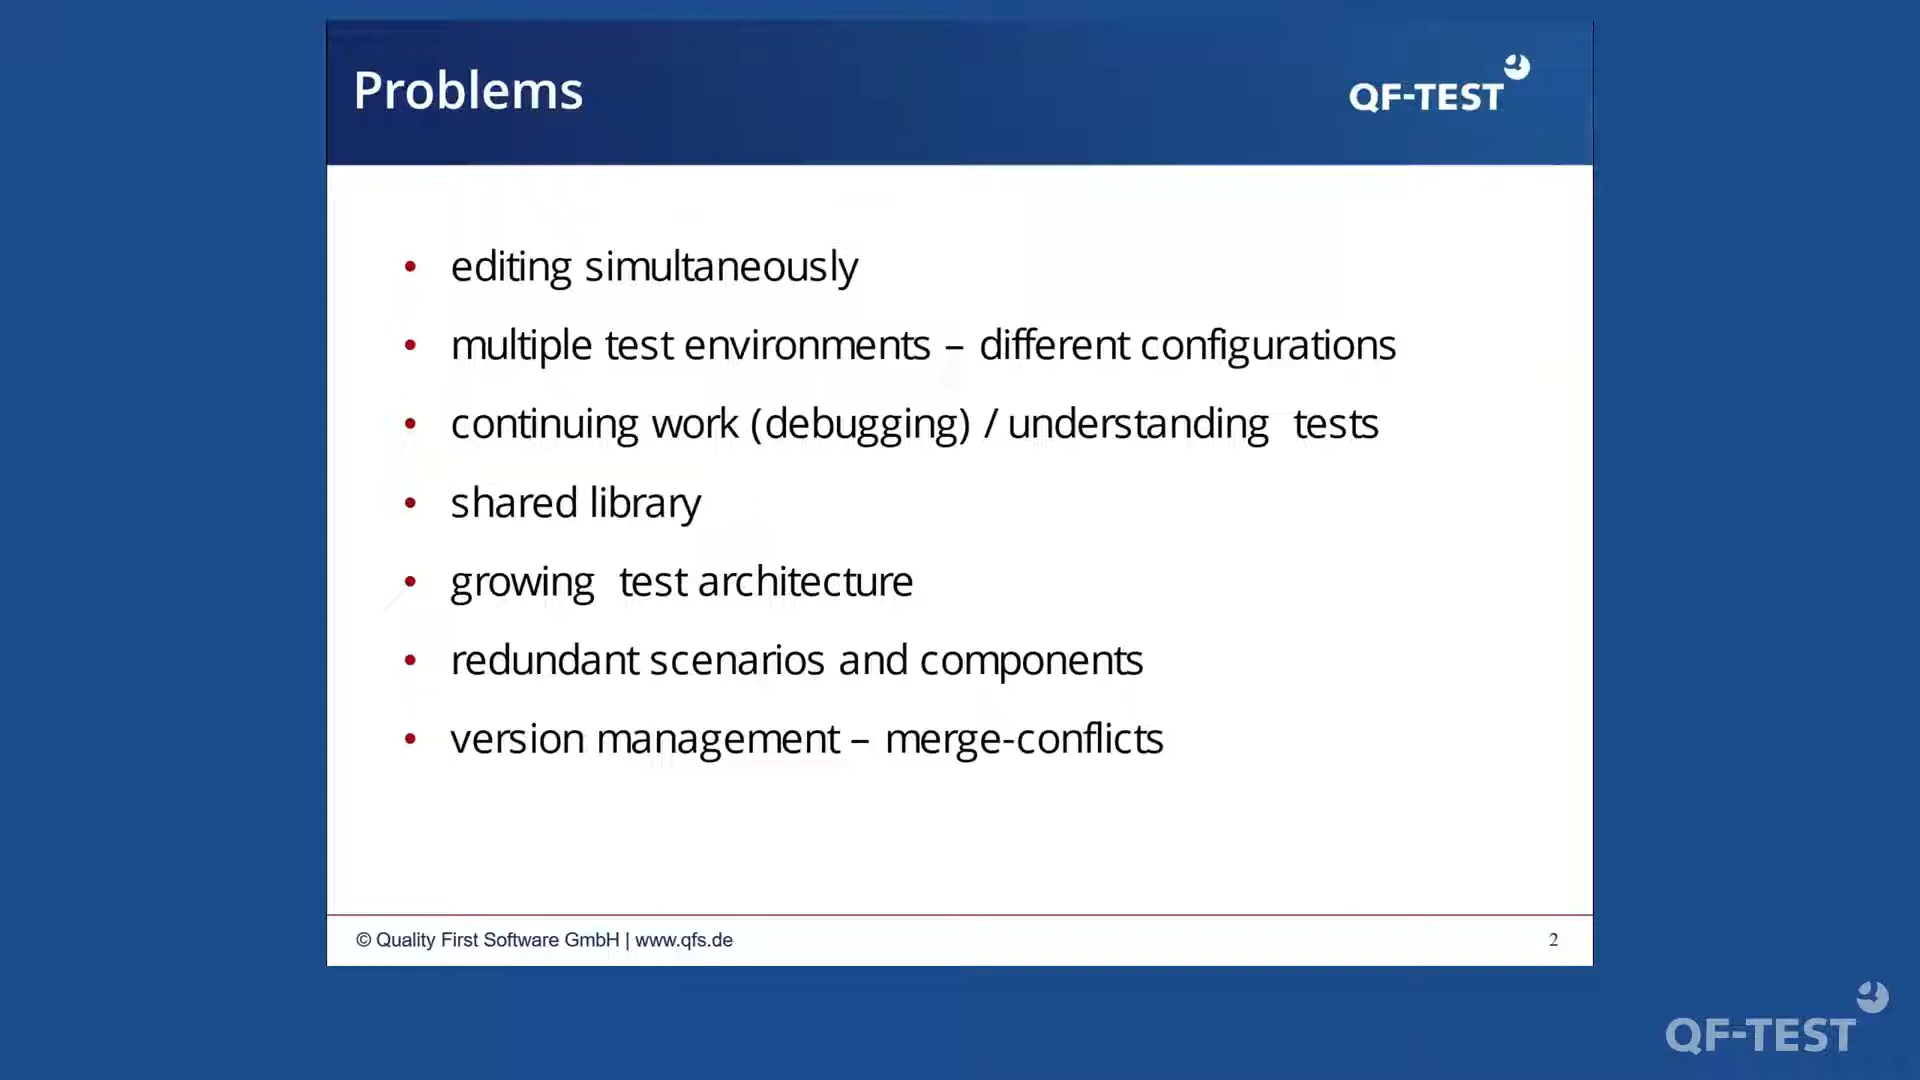 Problems
QF-TEST
• editing simultaneously
• multiple test environments – different configurations
• continuing work (debugging) / understanding tests
• shared library
• growing test architecture
• redundant scenarios and components
• version management – merge-conflicts
© Quality First Software GmbH | www.qfs.de
2
QF-TEST